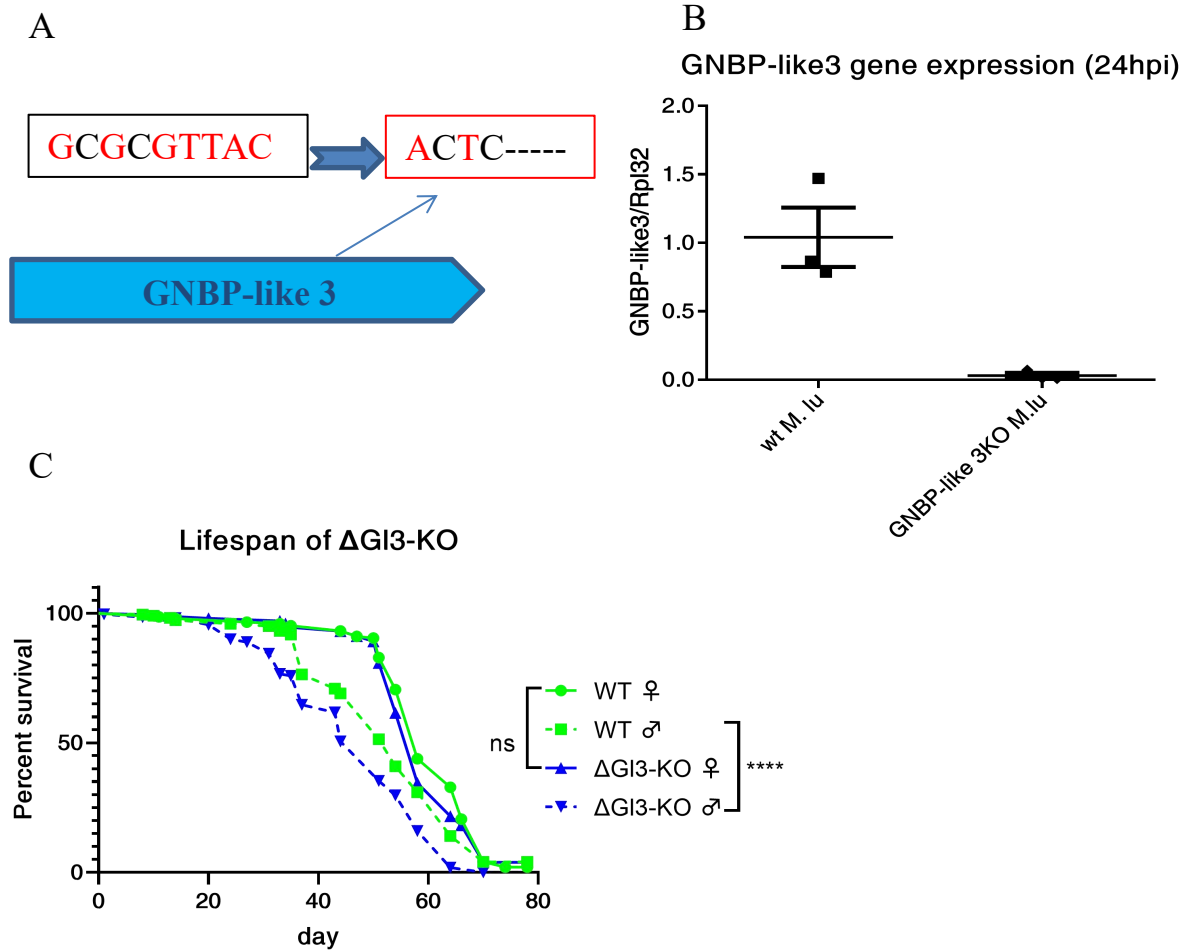 A
GCGCGTTAC
ACTC-----
GNBP-like 3
B
GNBP-like3 gene expression (24hpi)
GNBP-like3/Rpl32
2.0
1.5
1.0
0.5
0.0
wt M. lu
GNBP-like 3KO M.lu
C
Lifespan of ΔGl3-KO
Percent survival
100
50
0
0 20 40 60 80
day
ns
WT ♀
WT ♂
ΔGl3-KO ♀
ΔGl3-KO ♂
****